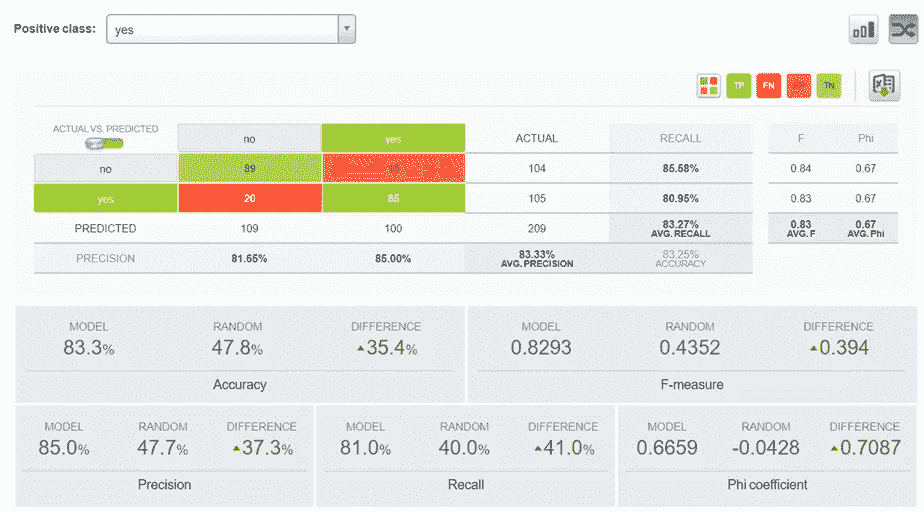 Positive class: yes
TP FN TN
ACTUAL VS. PREDICTED no yes ACTUAL RECALL F Phi
no 89 104 85.58% 0.84 0.67
yes 20 85 105 80.95% 0.83 0.67
PREDICTED 109 100 209 83.27% 0.83 0.67
AVG. RECALL AVG. F AVG. Phi
PRECISION 81.65% 85.00% 83.33% 83.25%
AVG. PRECISION ACCURACY
MODEL RANDOM DIFFERENCE MODEL RANDOM DIFFERENCE
83.3% 47.8% 35.4% 0.8293 0.4352 0.394
Accuracy F-measure
MODEL RANDOM DIFFERENCE MODEL RANDOM DIFFERENCE MODEL RANDOM DIFFERENCE
85.0% 47.7% 37.3% 81.0% 40.0% 41.0% 0.6659 -0.0428 0.7087
Precision Recall Phi coefficient